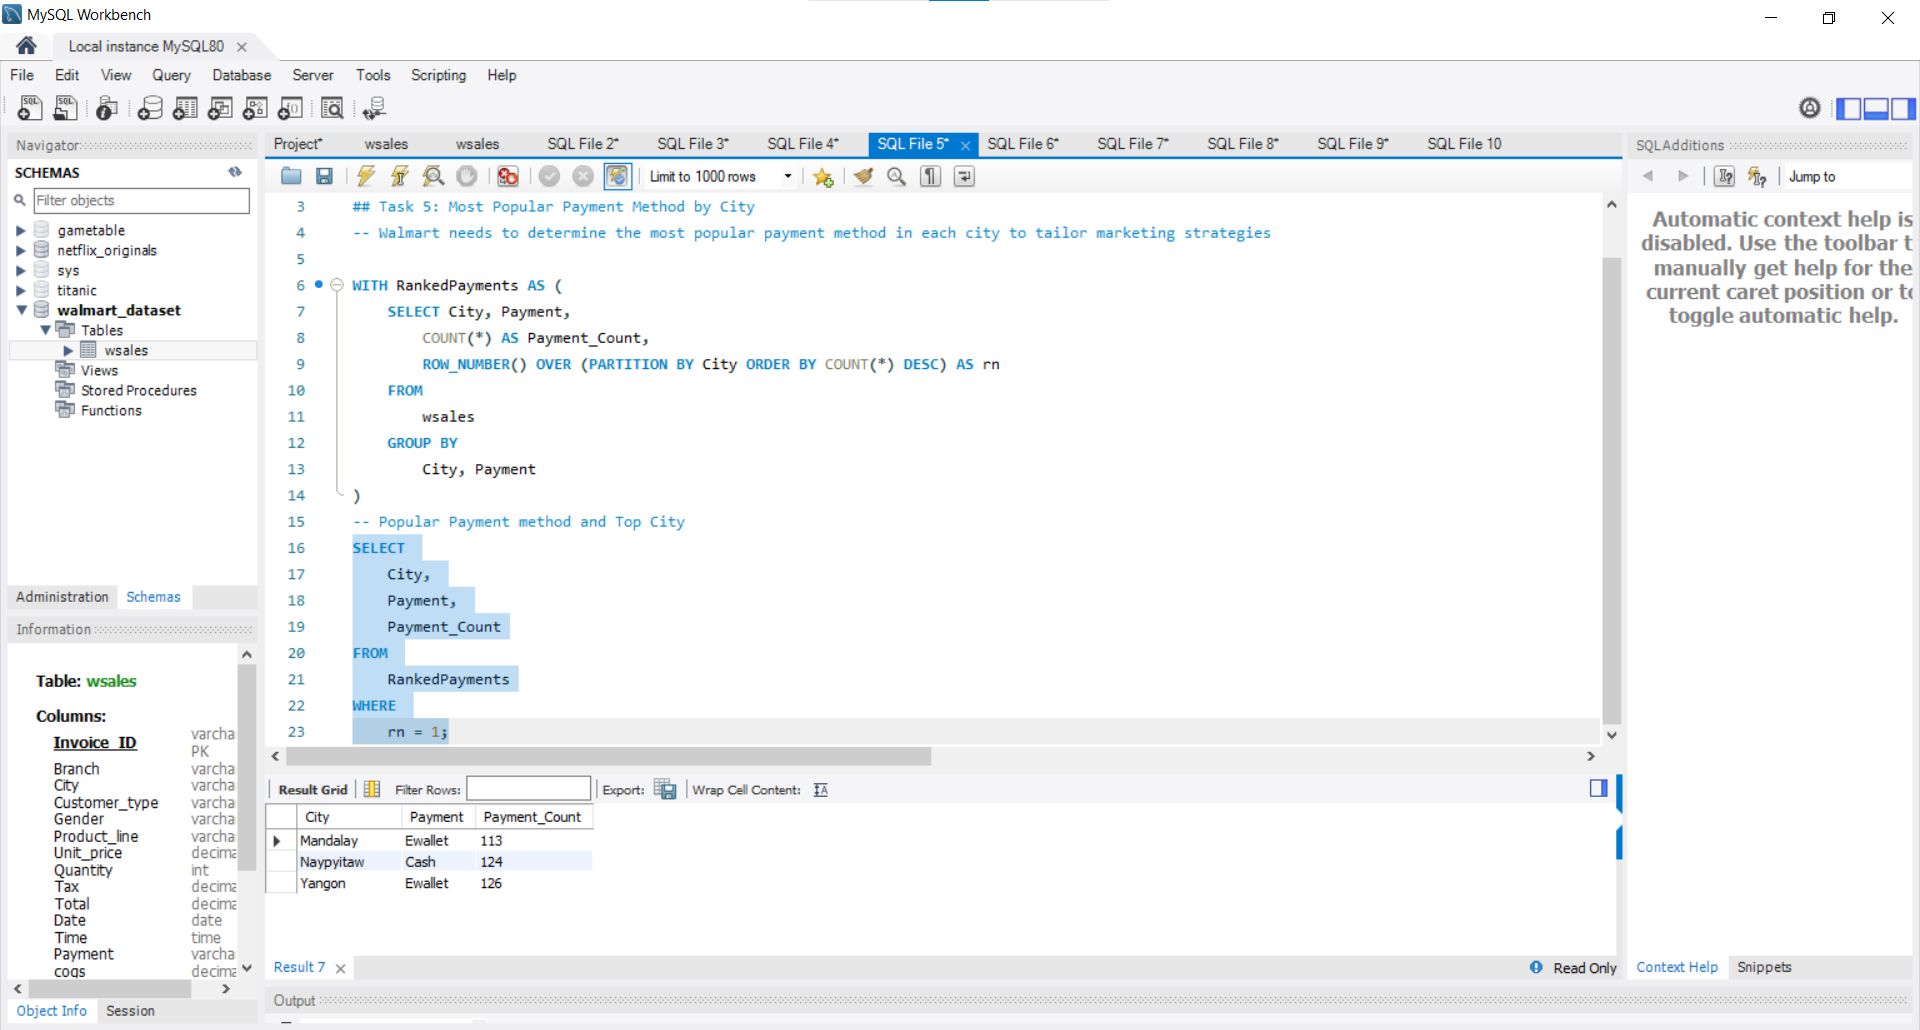 MySQL Workbench
Local instance MySQL80
File Edit View Query Database Server Tools Scripting Help
Navigator
SCHEMAS
Filter objects
gametable
netflix_originals
sys
titanic
walmart_dataset
Tables
wsales
Views
Stored Procedures
Functions
Administration Schemas
Information
Table: wsales
Columns:
Invoice_ID varcha
PK
Branch varcha
City varcha
Customer_type varcha
Gender varcha
Product_line varcha
Unit_price decima
Quantity int
Tax decima
Total decima
Date date
Time time
Payment varcha
cogs decima
Object Info Session
Project* wsales wsales SQL File 2* SQL File 3* SQL File 4* SQL File 5* SQL File 6* SQL File 7* SQL File 8* SQL File 9* SQL File 10
Limit to 1000 rows
3 ## Task 5: Most Popular Payment Method by City
4 -- Walmart needs to determine the most popular payment method in each city to tailor marketing strategies
5
6 WITH RankedPayments AS (
7 SELECT City, Payment,
8 COUNT(*) AS Payment_Count,
9 ROW_NUMBER() OVER (PARTITION BY City ORDER BY COUNT(*) DESC) AS rn
10 FROM
11 wsales
12 GROUP BY
13 City, Payment
14 )
15 -- Popular Payment method and Top City
16 SELECT
17 City,
18 Payment,
19 Payment_Count
20 FROM
21 RankedPayments
22 WHERE
23 rn = 1;
Result Grid Filter Rows: Export: Wrap Cell Content:
City Payment Payment_Count
Mandalay Ewallet 113
Naypyitaw Cash 124
Yangon Ewallet 126
Result 7
Read Only
Output
SQLAdditions
Jump to
Automatic context help is
disabled. Use the toolbar t
manually get help for the
current caret position or to
toggle automatic help.
Context Help Snippets